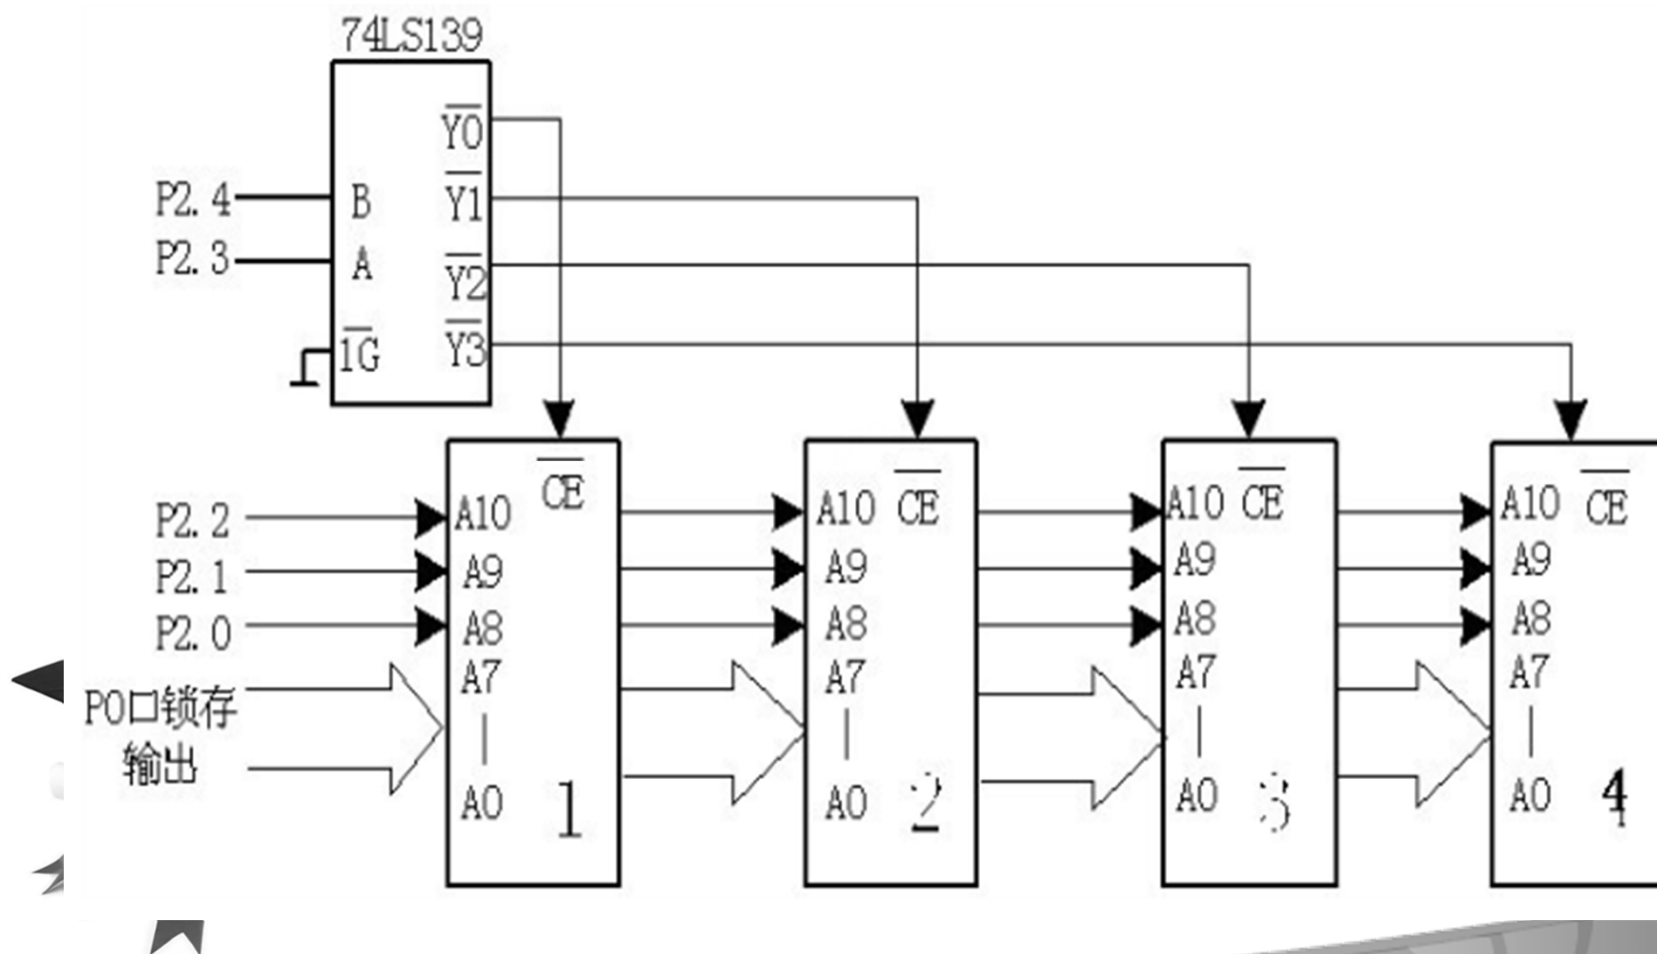 74LS139
Y0
P2.4 B Y1
P2.3 A Y2
1G Y3
CE CE CE CE
P2.2 A10 A10 A10 A10
P2.1 A9 A9 A9 A9
P2.0 A8 A8 A8 A8
A7 A7 A7 A7
P0口锁存
输出
A0 1 A0 2 A0 3 A0 4